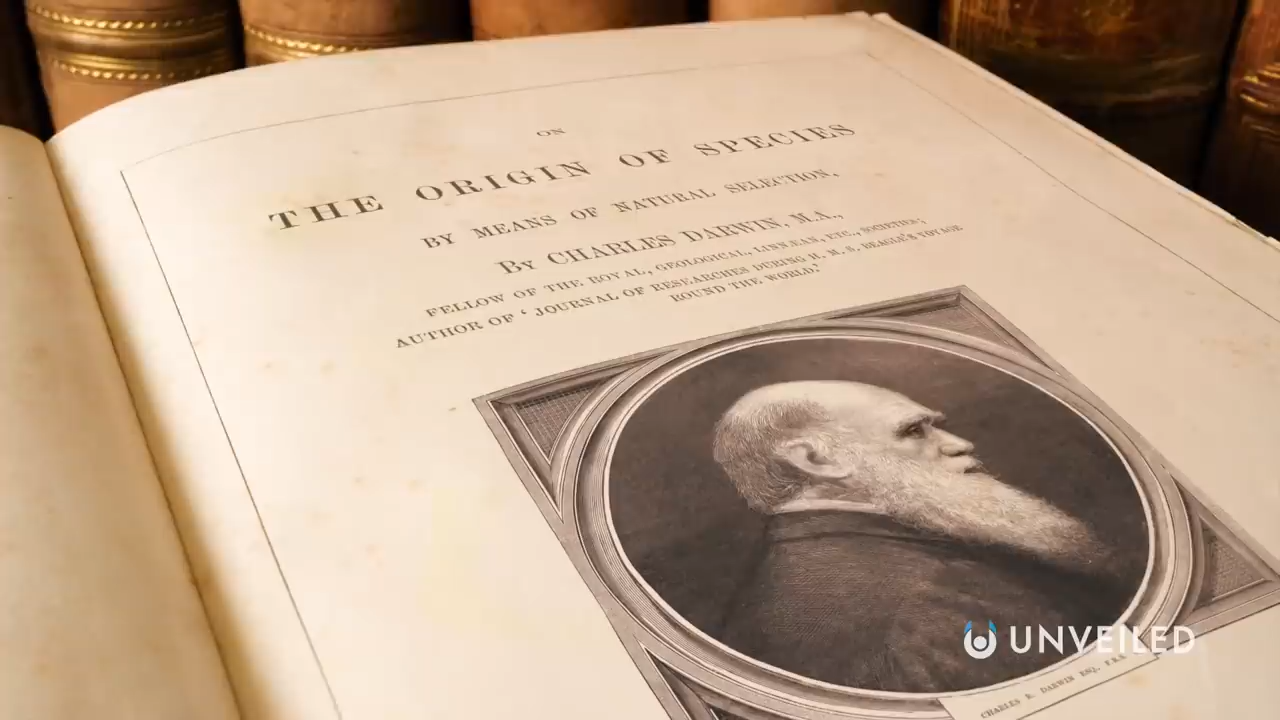 ON
THE ORIGIN OF SPECIES
BY MEANS OF NATURAL SELECTION,
BY CHARLES DARWIN, M.A.,
FELLOW OF THE ROYAL, GEOLOGICAL, LINNÆAN, ETC., SOCIETIES;
AUTHOR OF ‘JOURNAL OF RESEARCHES DURING H. M. S. BEAGLE'S VOYAGE
ROUND THE WORLD.’
CHARLES R. DARWIN ESQ. F.R.S
UNVEILED